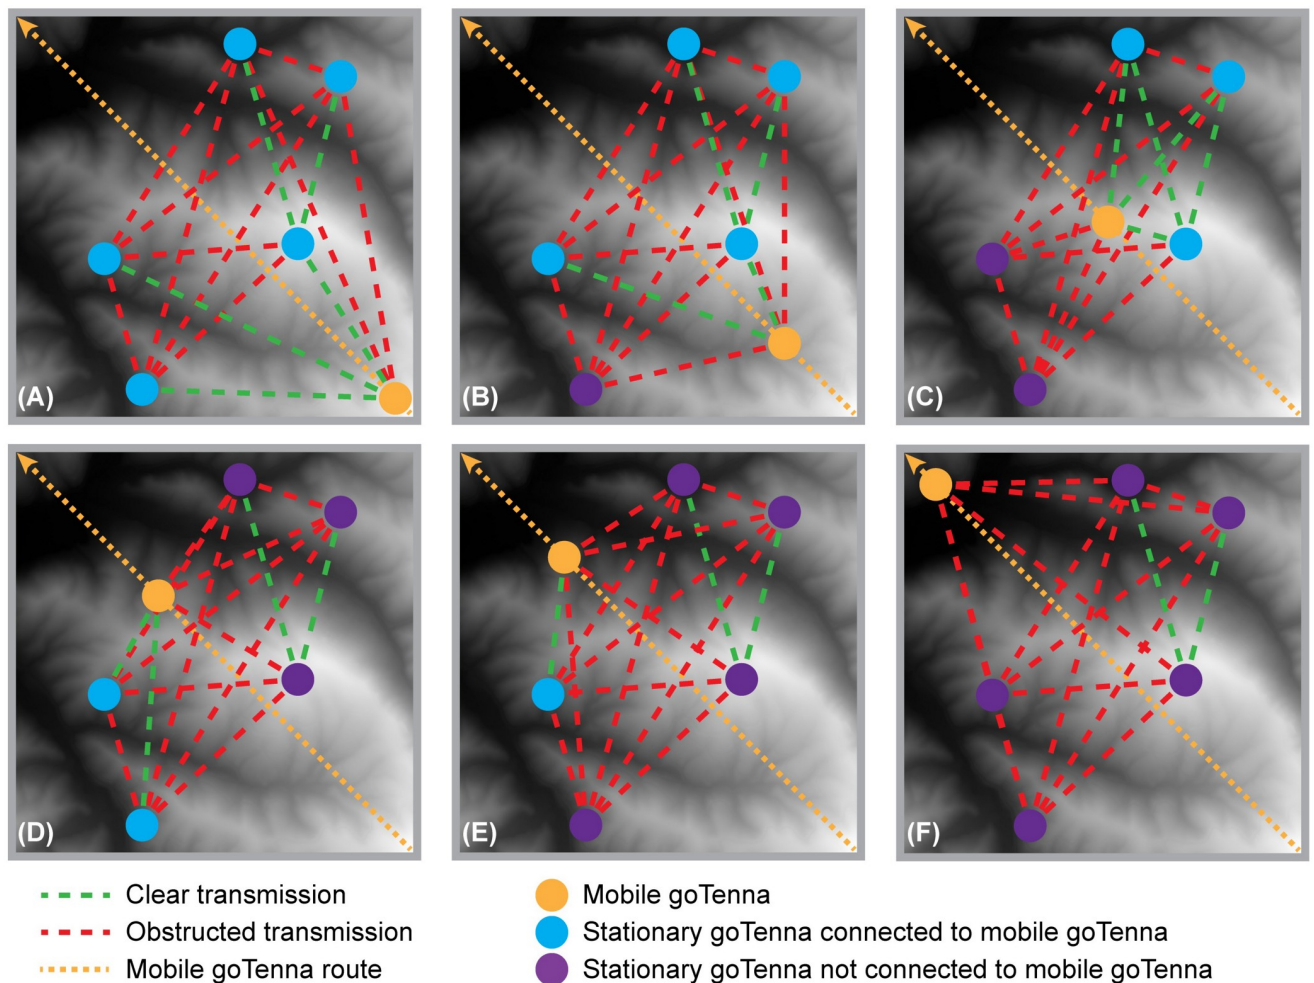 (A)
(B)
(C)
(D)
(E)
(F)
Clear transmission
Obstructed transmission
Mobile goTenna route
Mobile goTenna
Stationary goTenna connected to mobile goTenna
Stationary goTenna not connected to mobile goTenna